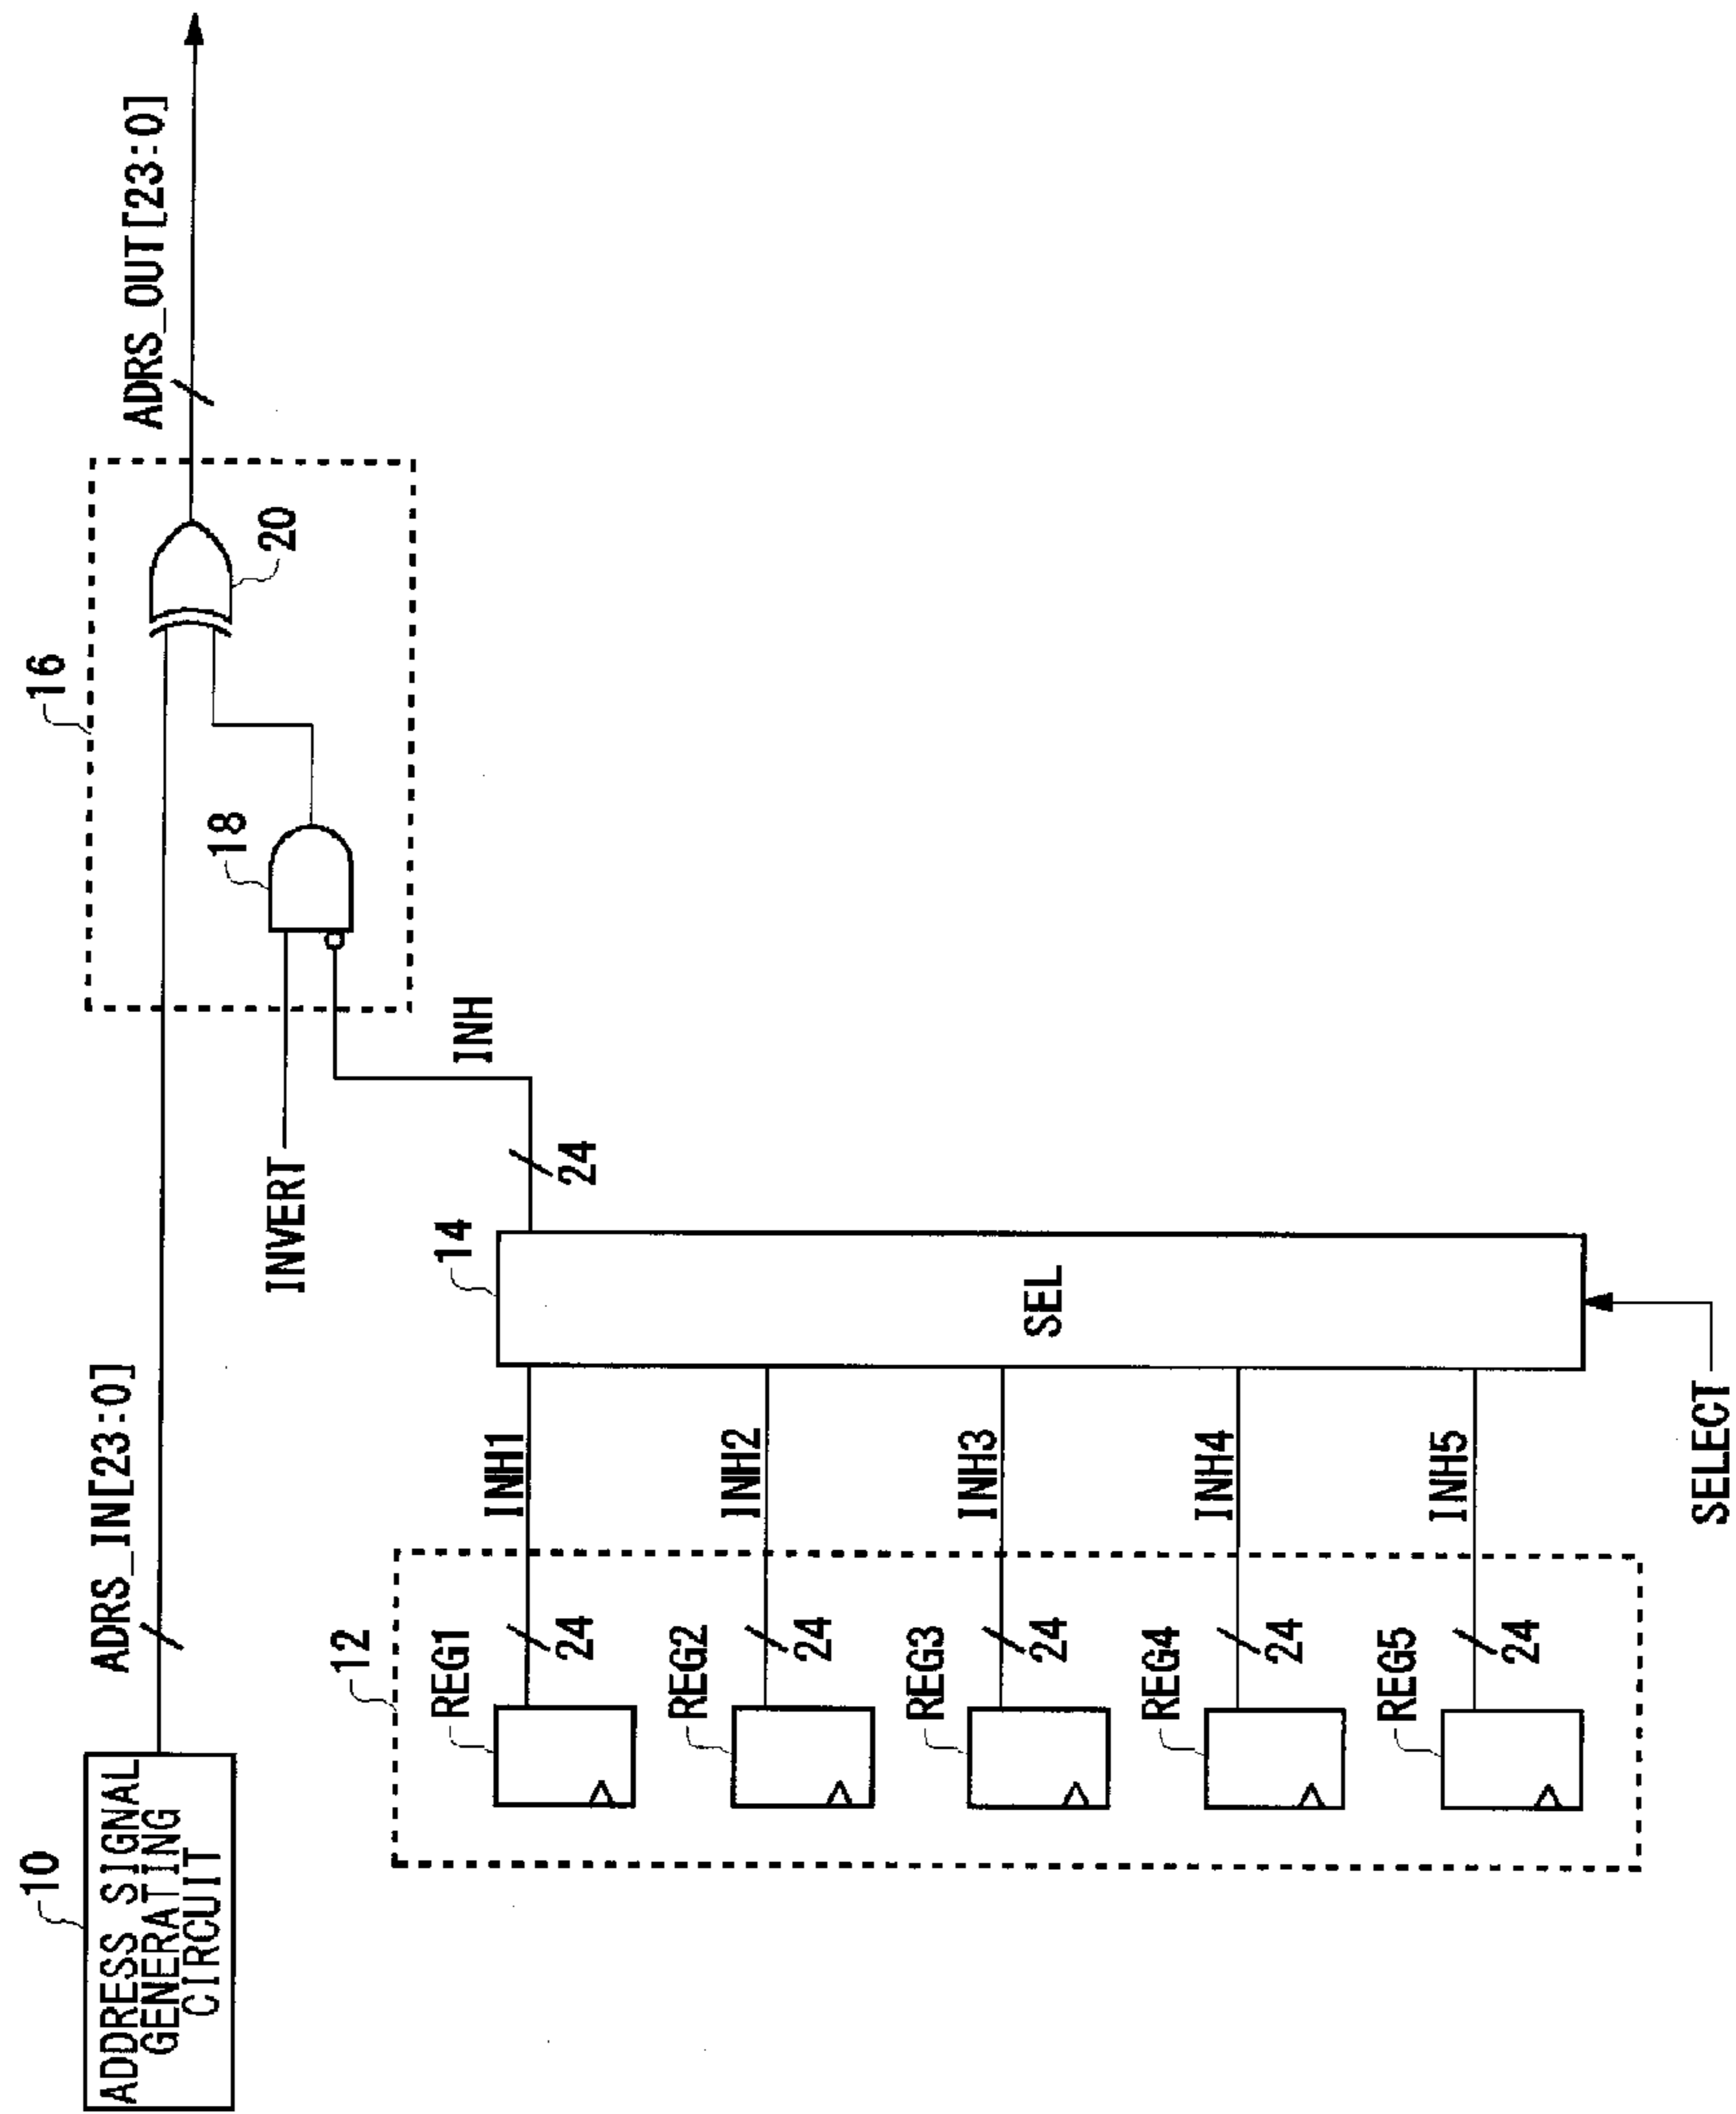 10
ADDRESS SIGNAL
GENERATING
CIRCUIT
ADRS_IN[23:0]
16
20
ADRS_OUT[23:0]
18
INVERT
INH
24
14
SEL
SELECT
12
REG1
24
INH1
REG2
24
INH2
REG3
24
INH3
REG4
24
INH4
REG5
24
INH5